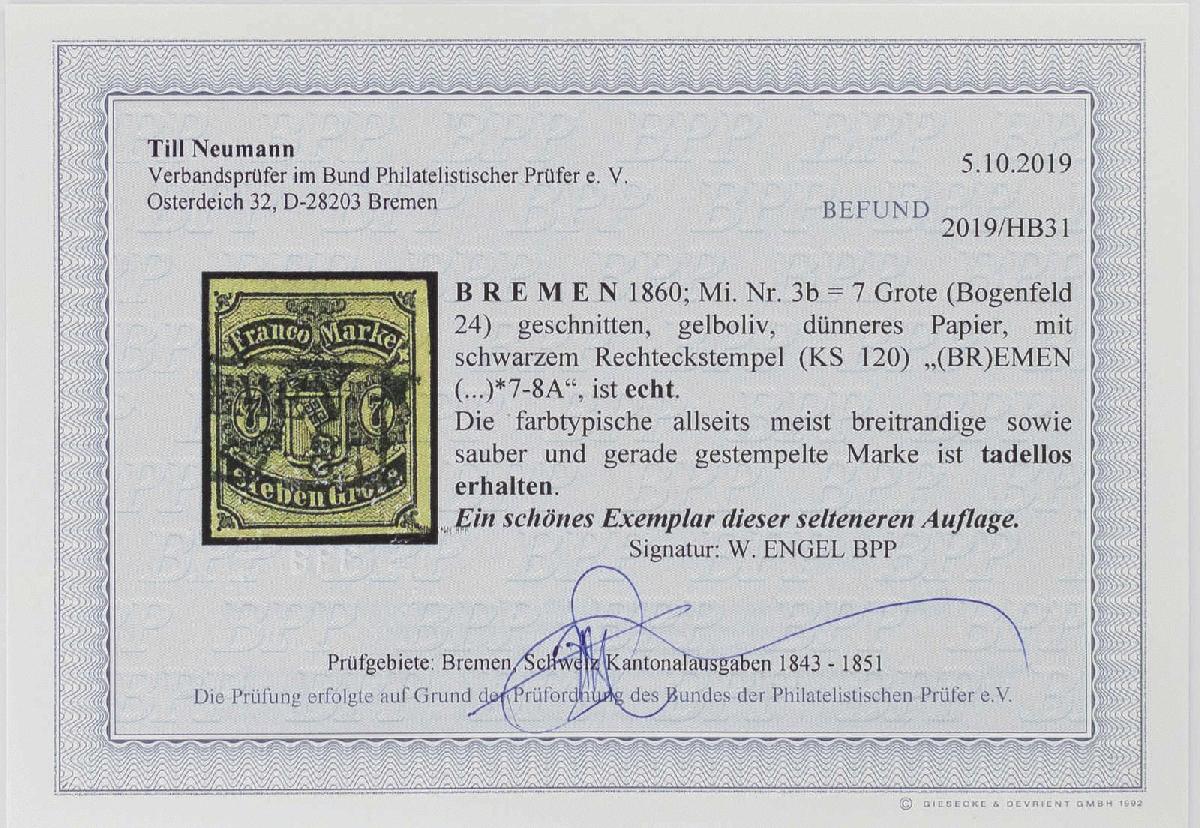 Till Neumann
Verbandsprüfer im Bund Philatelistischer Prüfer e. V.
Osterdeich 32, D-28203 Bremen
5.10.2019
BEFUND
2019/HB31
Franco Marke
7 7
BREMEN 1860; Mi. Nr. 3b = 7 Grote (Bogenfeld
24) geschnitten, gelboliv, dünneres Papier, mit
schwarzem Rechteckstempel (KS 120) „(BR)EMEN
(...)*7-8A“, ist echt.
Die farbtypische allseits meist breitrandige sowie
sauber und gerade gestempelte Marke ist tadellos
erhalten.
Ein schönes Exemplar dieser selteneren Auflage.
Signatur: W. ENGEL BPP
Prüfgebiete: Bremen, Schweiz Kantonalausgaben 1843 - 1851
Die Prüfung erfolgte auf Grund der Prüfordnung des Bundes der Philatelistischen Prüfer e.V.
© GIESECKE & DEVRIENT GMBH 1992